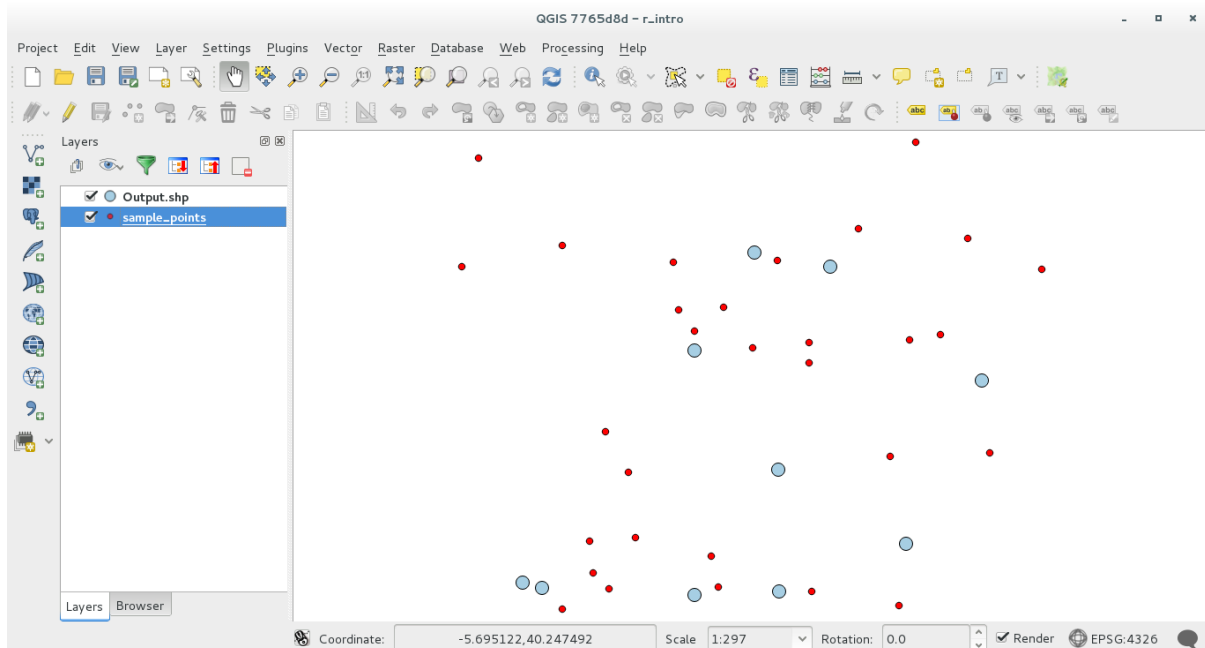 QGIS 7765d8d - r_intro
Project Edit View Layer Settings Plugins Vector Raster Database Web Processing Help
Layers
Output.shp
sample_points
Layers Browser
Coordinate: -5.695122,40.247492 Scale 1:297 Rotation: 0.0 Render EPSG:4326